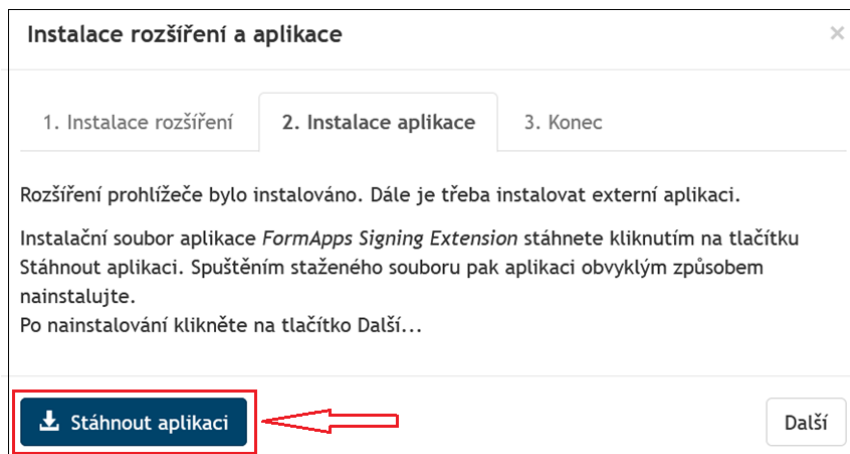 Instalace rozšíření a aplikace
×
1. Instalace rozšíření
2. Instalace aplikace
3. Konec
Rozšíření prohlížeče bylo instalováno. Dále je třeba instalovat externí aplikaci.
Instalační soubor aplikace FormApps Signing Extension stáhnete kliknutím na tlačítku
Stáhnout aplikaci. Spuštěním staženého souboru pak aplikaci obvyklým způsobem
nainstalujte.
Po nainstalování klikněte na tlačítko Další...
Stáhnout aplikaci
Další